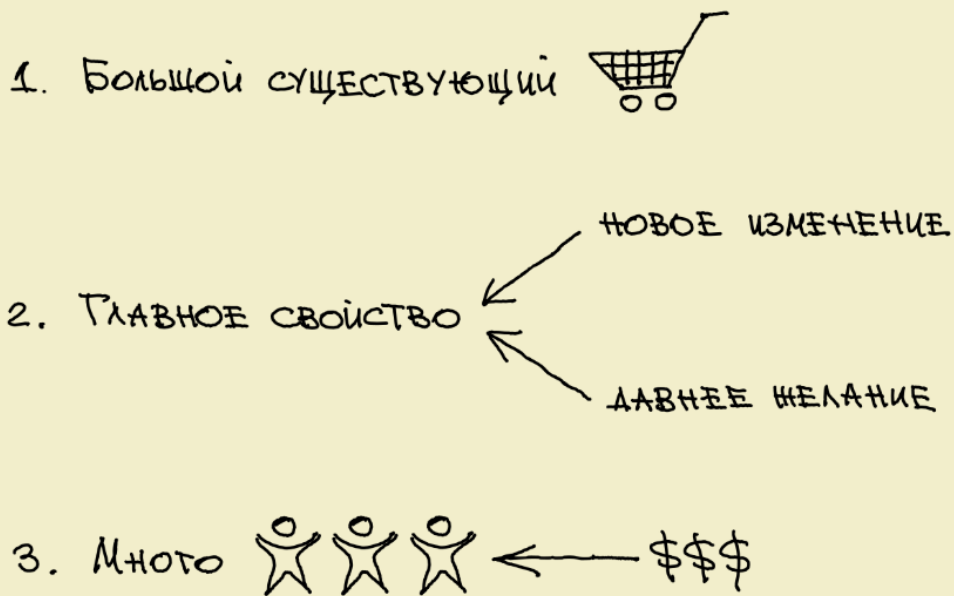 1. Большой существующий
новое изменение
2. Главное свойство
давнее желание
3. Много $$$